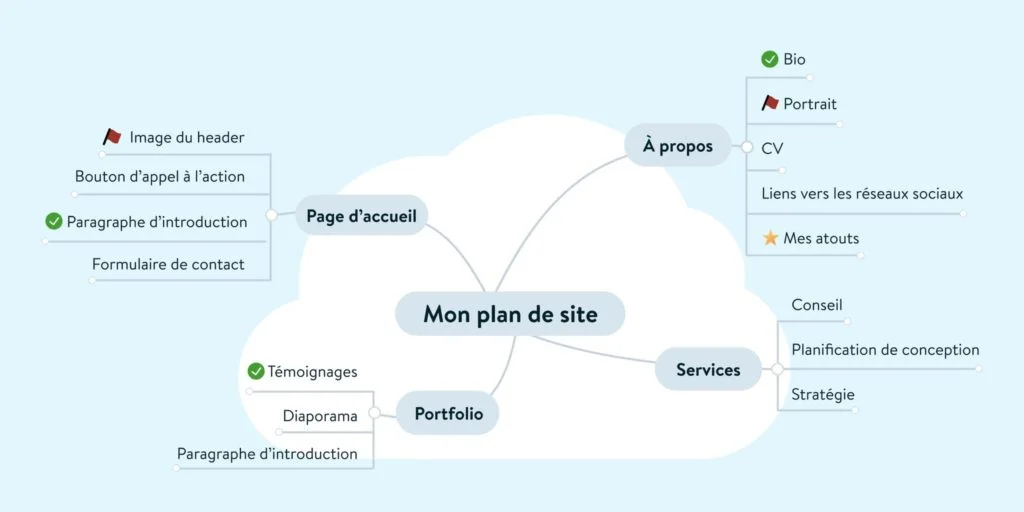 Mon plan de site
Page d’accueil
Image du header
Bouton d’appel à l’action
Paragraphe d’introduction
Formulaire de contact
À propos
Bio
Portrait
CV
Liens vers les réseaux sociaux
Mes atouts
Services
Conseil
Planification de conception
Stratégie
Portfolio
Témoignages
Diaporama
Paragraphe d’introduction